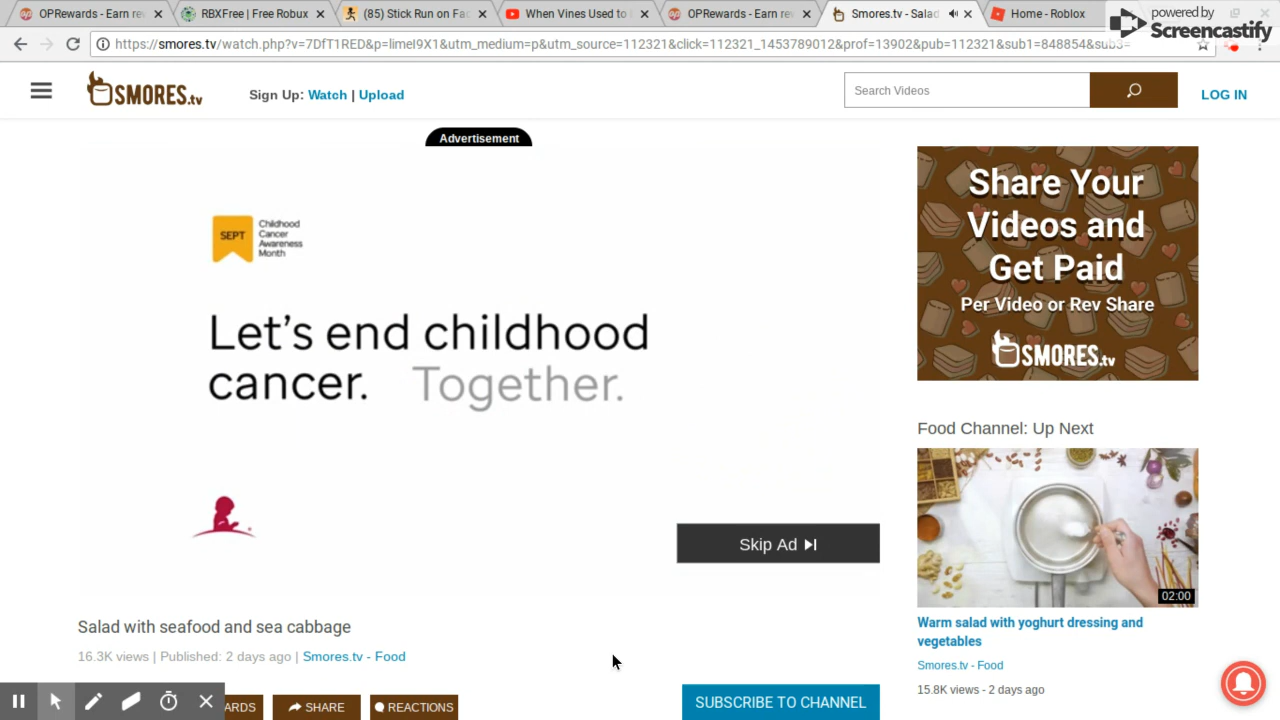 OPRewards - Earn rev
RBXFree | Free Robux
(85) Stick Run on Fac
When Vines Used to
OPRewards - Earn rev
Smores.tv - Salad
Home - Roblox
powered by
Screencastify
https://smores.tv/watch.php?v=7DfT1RED&p=limov9X1&utm_medium=p&utm_source=112321&click=112321_1453789012&prof=13902&pub=112321&sub1=848854&sub3=
SMORES.tv
Sign Up: Watch | Upload
Search Videos
LOG IN
Advertisement
SEPT
Childhood
Cancer
Awareness
Month
Let's end childhood
cancer. Together.
Skip Ad
Share Your
Videos and
Get Paid
Per Video or Rev Share
SMORES.tv
Food Channel: Up Next
02:00
Warm salad with yoghurt dressing and
vegetables
Smores.tv - Food
15.8K views - 2 days ago
Salad with seafood and sea cabbage
16.3K views | Published: 2 days ago | Smores.tv - Food
ARDS
SHARE
REACTIONS
SUBSCRIBE TO CHANNEL